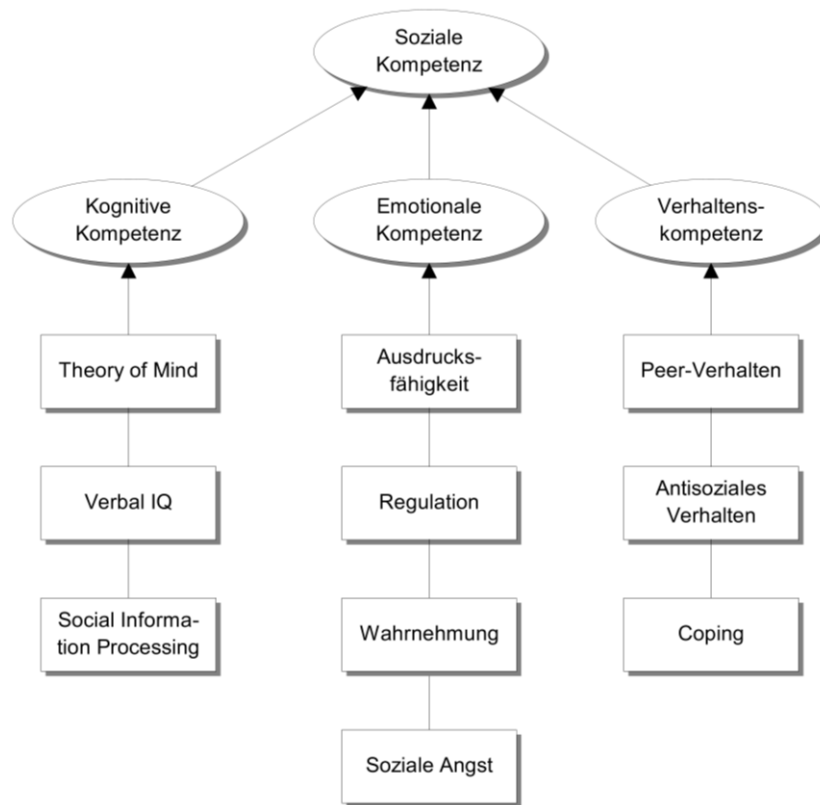 Soziale
Kompetenz
Kognitive
Kompetenz
Emotionale
Kompetenz
Verhaltens-
kompetenz
Theory of Mind
Ausdrucks-
fähigkeit
Peer-Verhalten
Verbal IQ
Regulation
Antisoziales
Verhalten
Social Informa-
tion Processing
Wahrnehmung
Coping
Soziale Angst